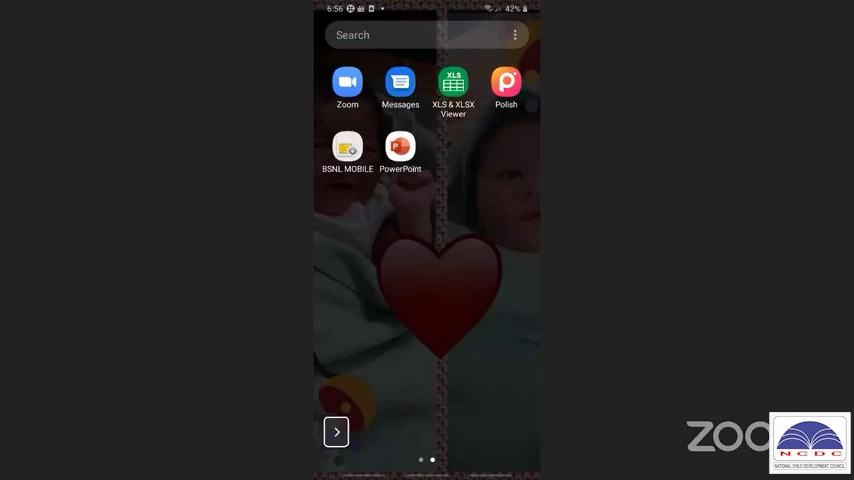 6:56 42%
Search
XLS
Zoom Messages XLS & XLSX Viewer Polish
BSNL MOBILE PowerPoint
zoo
N C D C
NATIONAL CHILD DEVELOPMENT COUNCIL